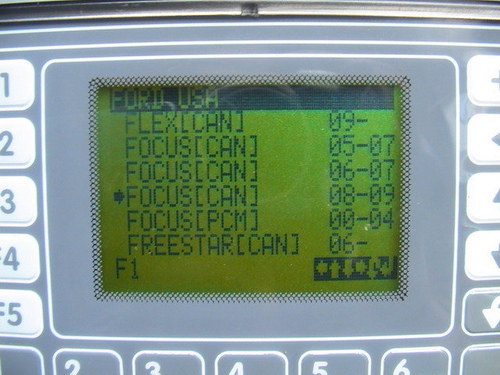 FORD USA
FLEX[CAN] 09-
FOCUS[CAN] 05-07
FOCUS[CAN] 06-07
FOCUS[CAN] 08-09
FOCUS[PCM] 00-04
FREESTAR[CAN] 06-
F1
1
2
3
F4
F5
2 3 4 5 6